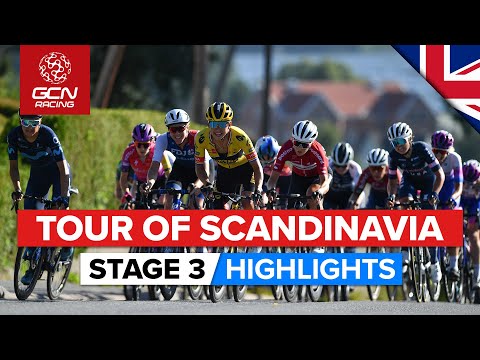 GCN
RACING
TOUR OF SCANDINAVIA
STAGE 3 / HIGHLIGHTS